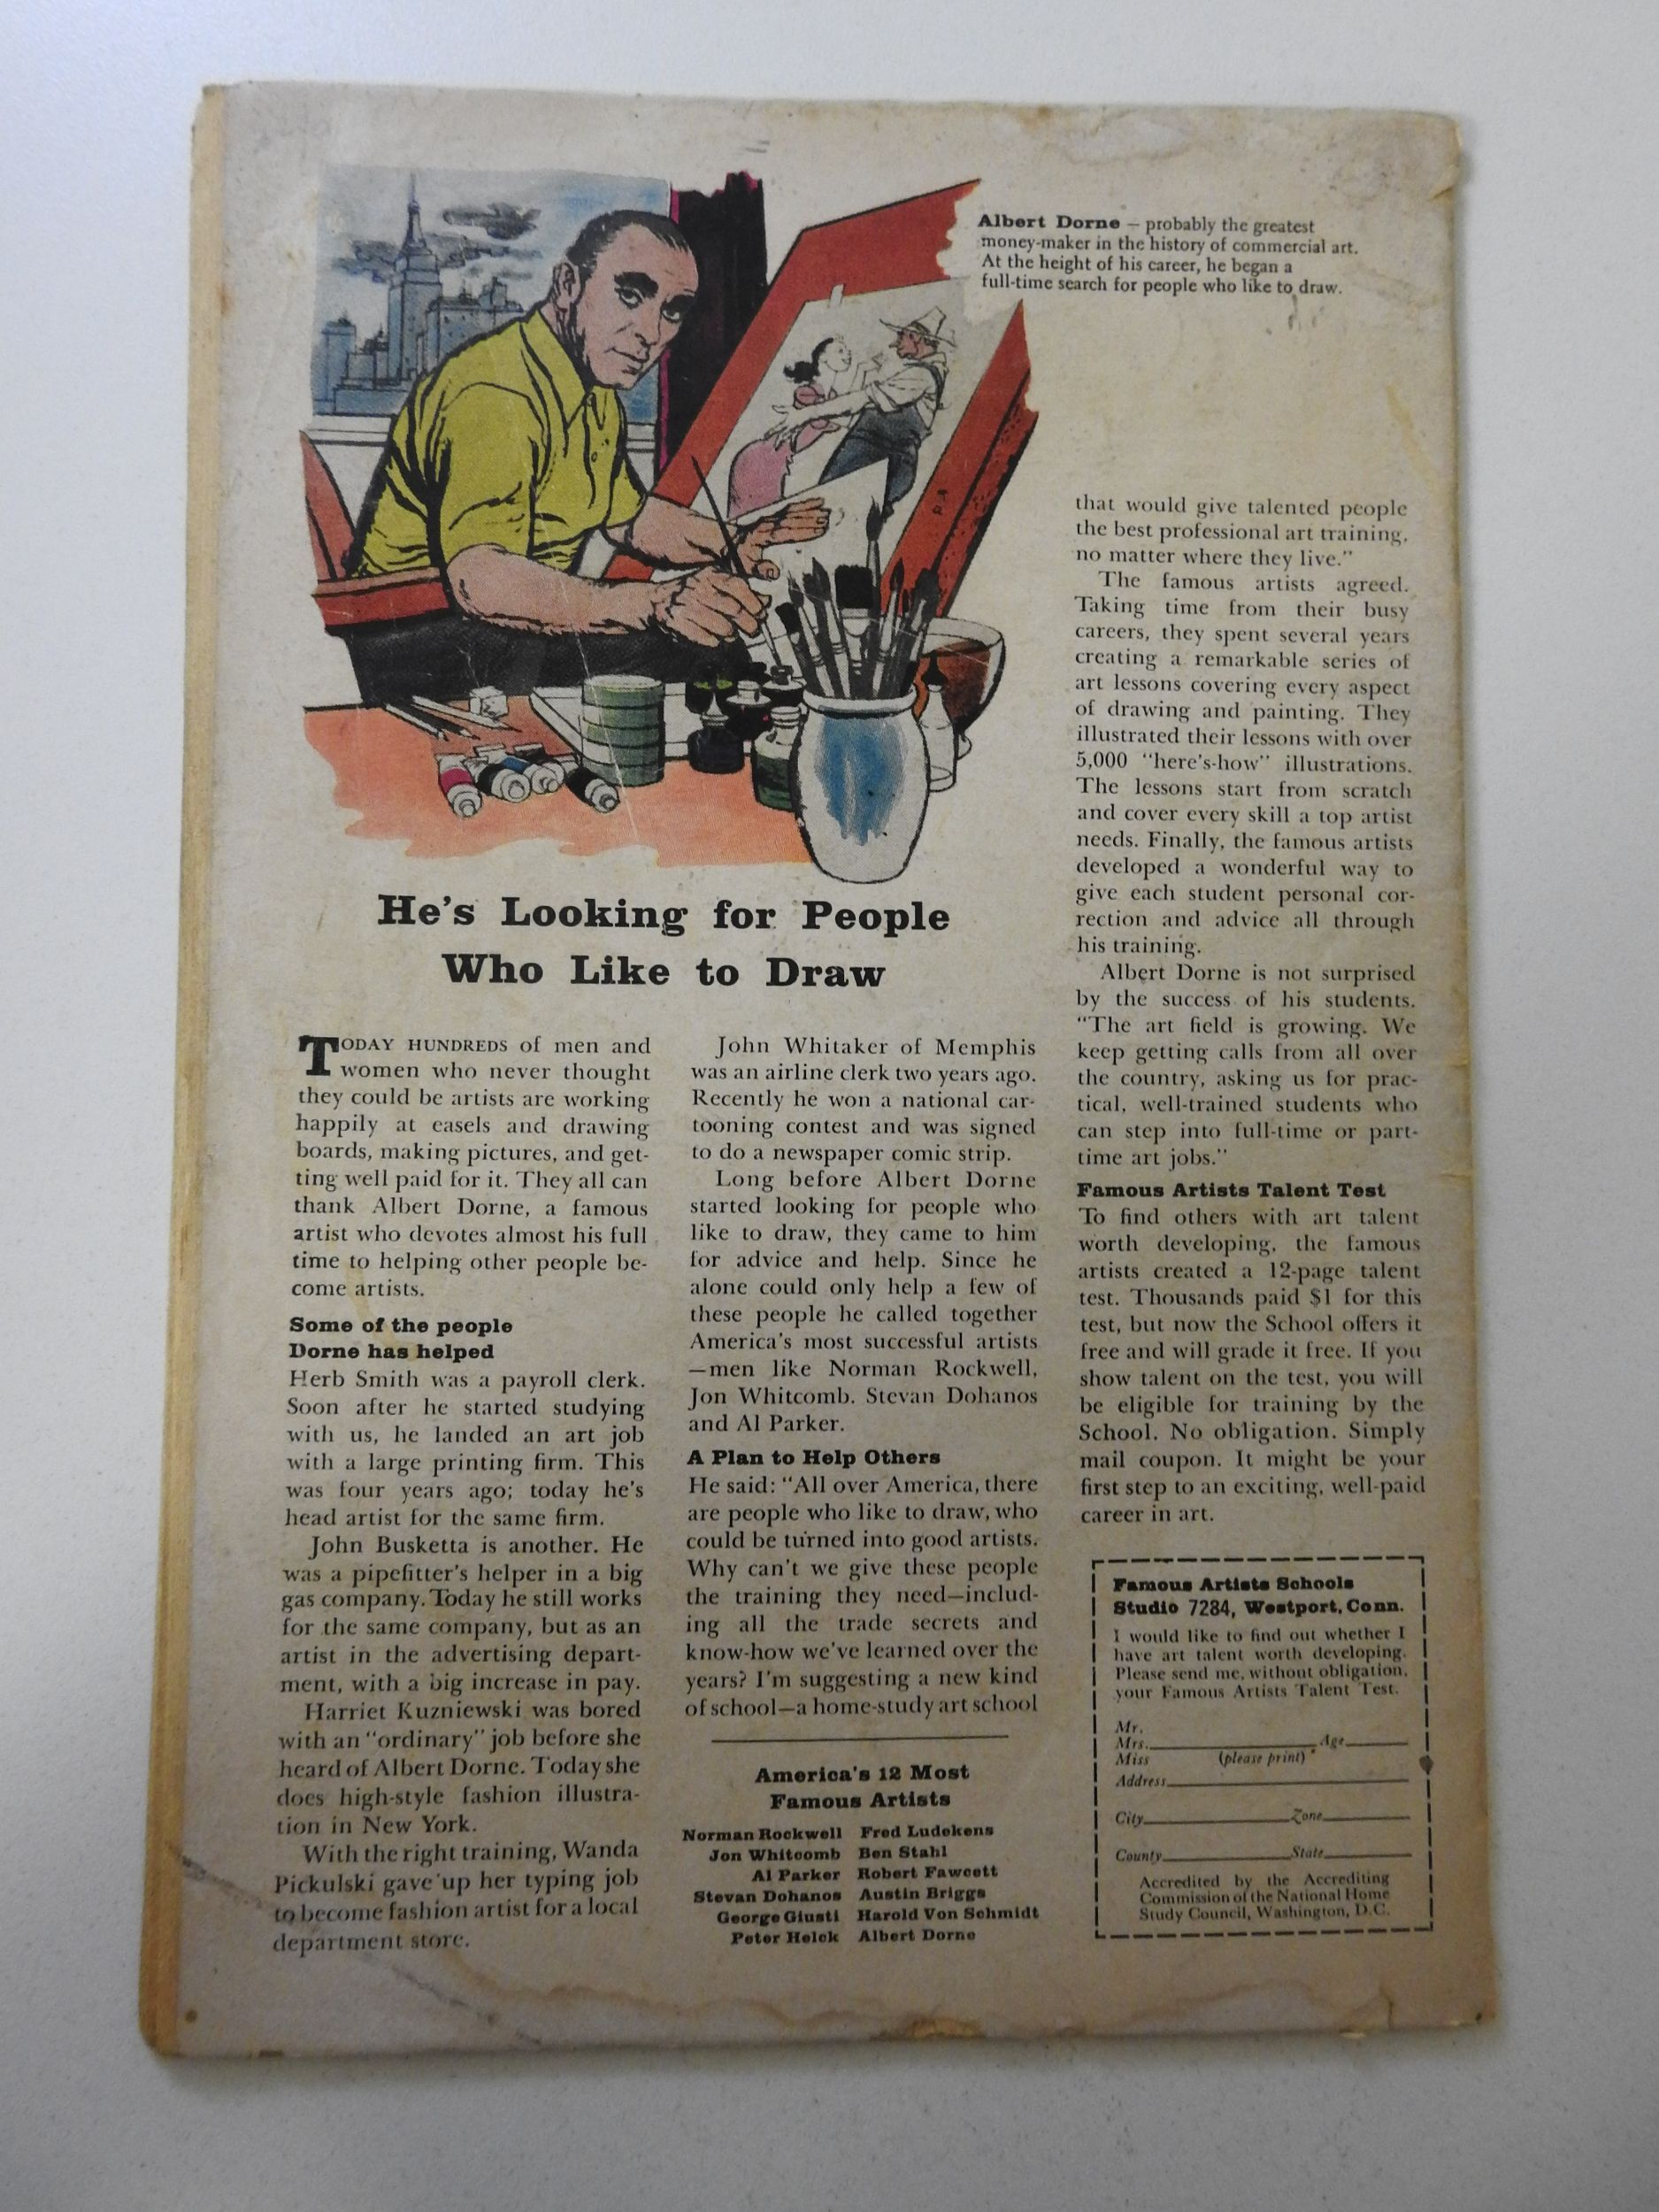 Albert Dorne — probably the greatest
money-maker in the history of commercial art.
At the height of his career, he began a
full-time search for people who like to draw.
He's Looking for People
Who Like to Draw
TODAY HUNDREDS of men and
women who never thought
they could be artists are working
happily at easels and drawing
boards, making pictures, and get-
ting well paid for it. They all can
thank Albert Dorne, a famous
artist who devotes almost his full
time to helping other people be-
come artists.
Some of the people
Dorne has helped
Herb Smith was a payroll clerk.
Soon after he started studying
with us, he landed an art job
with a large printing firm. This
was four years ago; today he's
head artist for the same firm.
John Busketta is another. He
was a pipefitter's helper in a big
gas company. Today he still works
for the same company, but as an
artist in the advertising depart-
ment, with a big increase in pay.
Harriet Kuzniewski was bored
with an "ordinary" job before she
heard of Albert Dorne. Today she
does high-style fashion illustra-
tion in New York.
With the right training, Wanda
Pickulski gave up her typing job
to become fashion artist for a local
department store.
John Whitaker of Memphis
was an airline clerk two years ago.
Recently he won a national car-
tooning contest and was signed
to do a newspaper comic strip.
Long before Albert Dorne
started looking for people who
like to draw, they came to him
for advice and help. Since he
alone could only help a few of
these people he called together
America's most successful artists
—men like Norman Rockwell,
Jon Whitcomb. Stevan Dohanos
and Al Parker.
A Plan to Help Others
He said: "All over America, there
are people who like to draw, who
could be turned into good artists.
Why can't we give these people
the training they need—includ-
ing all the trade secrets and
know-how we've learned over the
years? I'm suggesting a new kind
of school—a home-study art school
America's 12 Most
Famous Artists
Norman Rockwell Fred Ludekens
Jon Whitcomb Ben Stahl
Al Parker Robert Fawcett
Stevan Dohanos Austin Briggs
George Giusti Harold Von Schmidt
Peter Helck Albert Dorne
that would give talented people
the best professional art training,
no matter where they live."
The famous artists agreed.
Taking time from their busy
careers, they spent several years
creating a remarkable series of
art lessons covering every aspect
of drawing and painting. They
illustrated their lessons with over
5,000 "here's-how" illustrations.
The lessons start from scratch
and cover every skill a top artist
needs. Finally, the famous artists
developed a wonderful way to
give each student personal cor-
rection and advice all through
his training.
Albert Dorne is not surprised
by the success of his students.
"The art field is growing. We
keep getting calls from all over
the country, asking us for prac-
tical, well-trained students who
can step into full-time or part-
time art jobs."
Famous Artists Talent Test
To find others with art talent
worth developing, the famous
artists created a 12-page talent
test. Thousands paid $1 for this
test, but now the School offers it
free and will grade it free. If you
show talent on the test, you will
be eligible for training by the
School. No obligation. Simply
mail coupon. It might be your
first step to an exciting, well-paid
career in art.
Famous Artists Schools
Studio 7284, Westport, Conn.
I would like to find out whether I
have art talent worth developing.
Please send me, without obligation,
your Famous Artists Talent Test.
Mr.
Mrs. Age
Miss (please print)
Address
City Zone
County State
Accredited by the Accrediting
Commission of the National Home
Study Council, Washington, D.C.